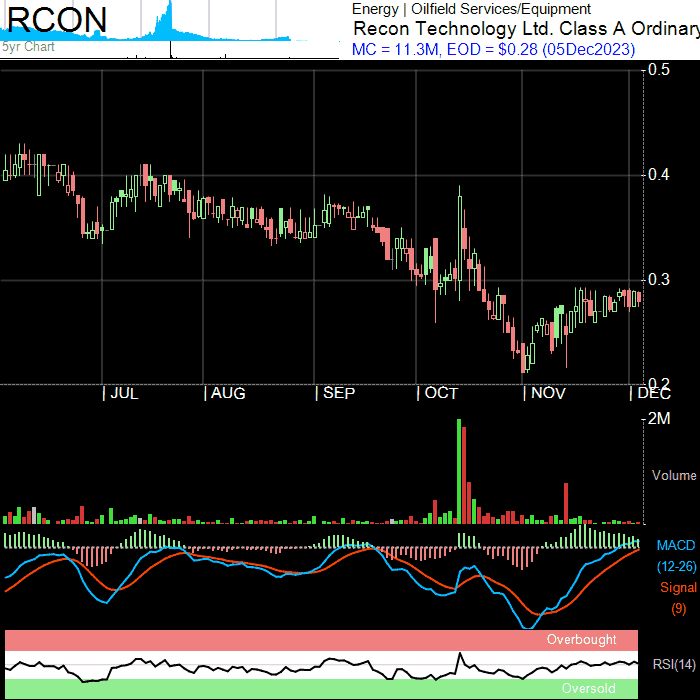 RCON
5yr Chart
Energy | Oilfield Services/Equipment
Recon Technology Ltd. Class A Ordinary
MC = 11.3M, EOD = $0.28 (05Dec2023)
0.5
0.4
0.3
0.2
JUL
AUG
SEP
OCT
NOV
DEC
2M
Volume
MACD
(12-26)
Signal
(9)
Overbought
RSI(14)
Oversold